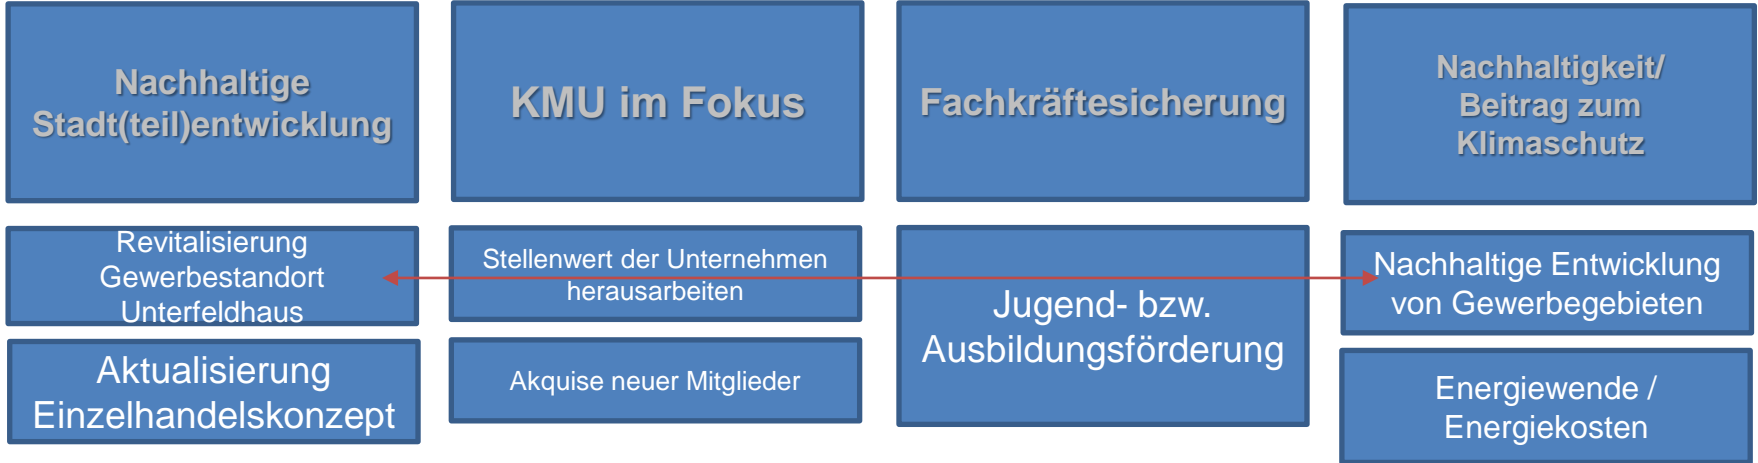 Nachhaltige
Stadt(teil)entwicklung
KMU im Fokus
Fachkräftesicherung
Nachhaltigkeit/
Beitrag zum
Klimaschutz
Revitalisierung
Gewerbestandort
Unterfeldhaus
Stellenwert der Unternehmen
herausarbeiten
Jugend- bzw.
Ausbildungsförderung
Nachhaltige Entwicklung
von Gewerbegebieten
Aktualisierung
Einzelhandelskonzept
Akquise neuer Mitglieder
Energiewende /
Energiekosten